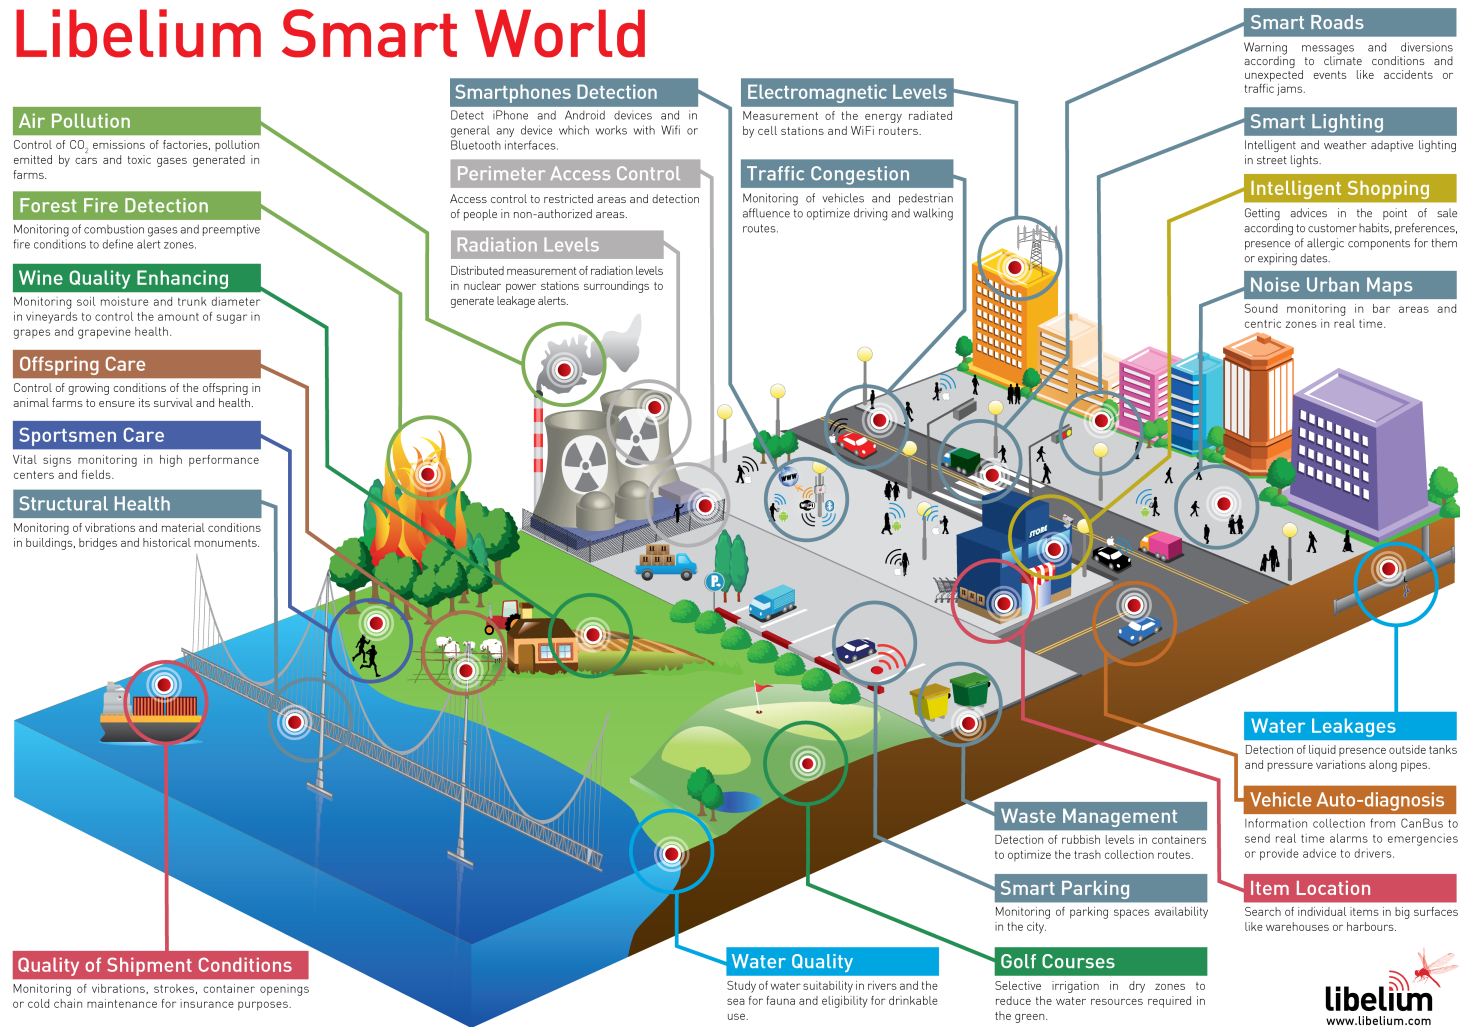 Libelium Smart World
Air Pollution
Control of CO2 emissions of factories, pollution
emitted by cars and toxic gases generated in
farms.
Forest Fire Detection
Monitoring of combustion gases and preemptive
fire conditions to define alert zones.
Wine Quality Enhancing
Monitoring soil moisture and trunk diameter
in vineyards to control the amount of sugar in
grapes and grapevine health.
Offspring Care
Control of growing conditions of the offspring in
animal farms to ensure its survival and health.
Sportsmen Care
Vital signs monitoring in high performance
centers and fields.
Structural Health
Monitoring of vibrations and material conditions
in buildings, bridges and historical monuments.
Quality of Shipment Conditions
Monitoring of vibrations, strokes, container openings
or cold chain maintenance for insurance purposes.
Smartphones Detection
Detect iPhone and Android devices and in
general any device which works with Wifi or
Bluetooth interfaces.
Perimeter Access Control
Access control to restricted areas and detection
of people in non-authorized areas.
Radiation Levels
Distributed measurement of radiation levels
in nuclear power stations surroundings to
generate leakage alerts.
Electromagnetic Levels
Measurement of the energy radiated
by cell stations and WiFi routers.
Traffic Congestion
Monitoring of vehicles and pedestrian
affluence to optimize driving and walking
routes.
Smart Roads
Warning messages and diversions
according to climate conditions and
unexpected events like accidents or
traffic jams.
Smart Lighting
Intelligent and weather adaptive lighting
in street lights.
Intelligent Shopping
Getting advices in the point of sale
according to customer habits, preferences,
presence of allergic components for them
or expiring dates.
Noise Urban Maps
Sound monitoring in bar areas and
centric zones in real time.
STORE
P
Water Leakages
Detection of liquid presence outside tanks
and pressure variations along pipes.
Vehicle Auto-diagnosis
Information collection from CanBus to
send real time alarms to emergencies
or provide advice to drivers.
Item Location
Search of individual items in big surfaces
like warehouses or harbours.
Waste Management
Detection of rubbish levels in containers
to optimize the trash collection routes.
Smart Parking
Monitoring of parking spaces availability
in the city.
Golf Courses
Selective irrigation in dry zones to
reduce the water resources required in
the green.
Water Quality
Study of water suitability in rivers and the
sea for fauna and eligibility for drinkable
use.
libelium
www.libelium.com